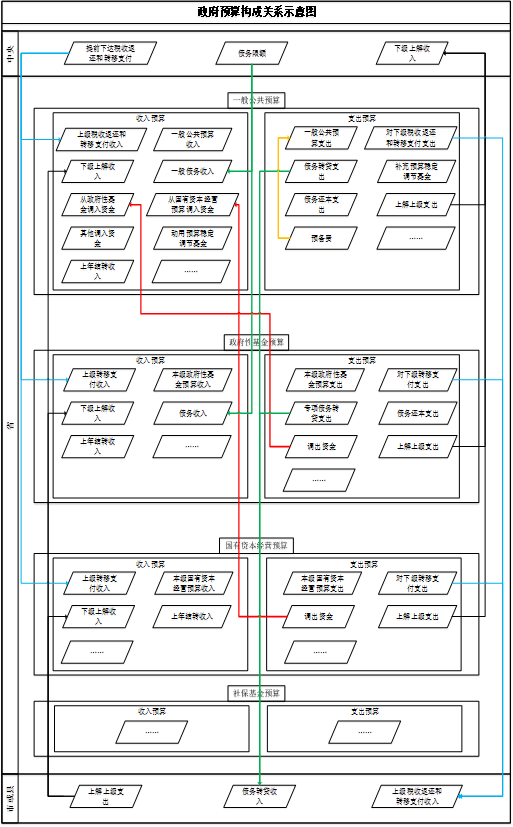 政府预算构成关系示意图
中央
提前下达税收返
还和转移支付
债务限额
下级上解收
入
省
一般公共预算
收入预算
上级税收返还和
转移支付收入
一般公共预算
收入
下级上解收
入
一般债务收入
从政府性基
金调入资金
从国有资本经营
预算调入资金
其他调入资
金
动用预算稳定
调节基金
上年结转收
入
……
支出预算
一般公共预
算支出
对下级税收返还
和转移支付支出
债务转贷支
出
补充预算稳定
调节基金
债务还本支
出
上解上级支出
预备费
……
政府性基金预算
收入预算
上级转移支
付收入
本级政府性基
金预算收入
下级上解收
入
债务收入
上年结转收
入
……
支出预算
本级政府性基
金预算支出
对下级转移支
付支出
专项债务转
贷支出
债务还本支出
调出资金
上解上级支出
……
国有资本经营预算
收入预算
上级转移支
付收入
本级国有资本
经营预算收入
下级上解收
入
上年结转收入
……
支出预算
本级国有资本
经营预算支出
对下级转移支
付支出
调出资金
上解上级支出
……
社保基金预算
收入预算
……
支出预算
……
市或县
上解上级支
出
债务转贷收
入
上级税收返还和
转移支付收入